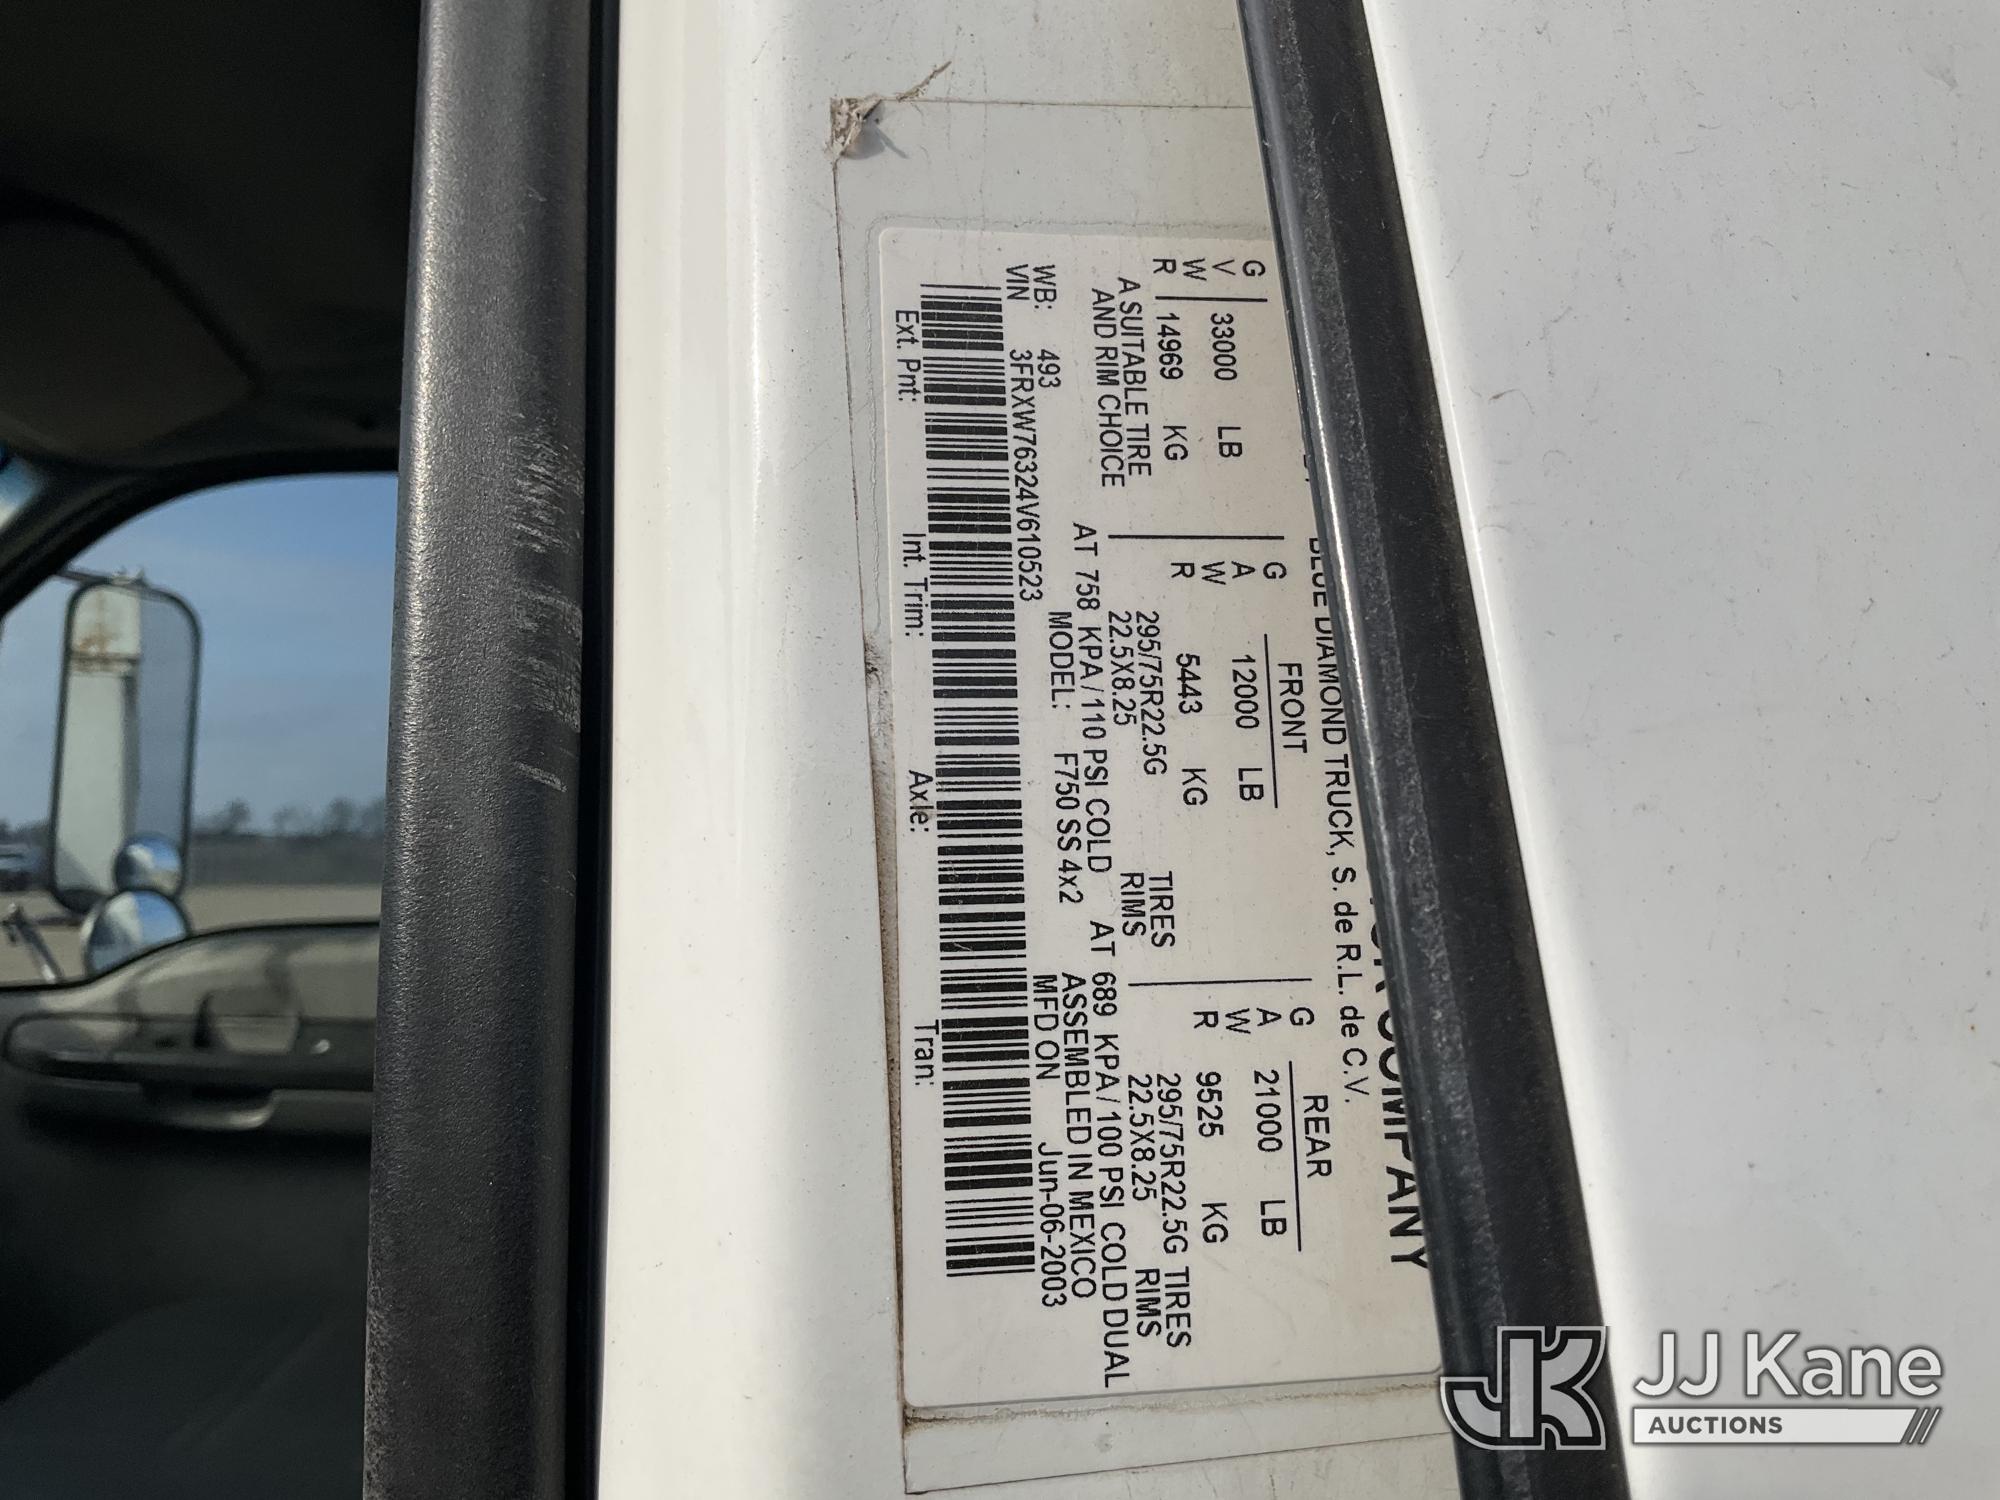 COMPANY
BLUE DIAMOND TRUCK, S. de R.L. de C.V.
FRONT REAR
G V W R 33000 LB 14969 KG
G A W R 12000 LB 5443 KG
G A W R 21000 LB 9525 KG
A SUITABLE TIRE 295/75R22.5G TIRES 295/75R22.5G TIRES
AND RIM CHOICE 22.5X8.25 RIMS 22.5X8.25 RIMS
AT 758 KPA/110 PSI COLD AT 689 KPA/100 PSI COLD DUAL
MODEL: F750 SS 4x2 ASSEMBLED IN MEXICO
WB: 493 MFD ON Jun-06-2003
VIN 3FRXW76324V610523
Ext. Pnt: Int. Trim: Axle: Tran:
JK JJ Kane
AUCTIONS